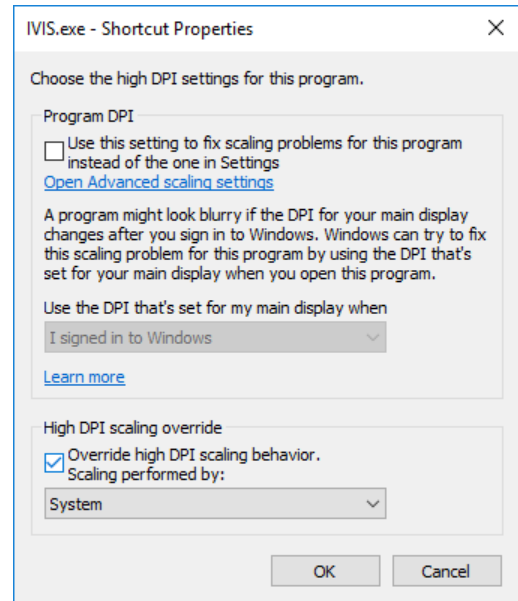 IVIS.exe - Shortcut Properties
Choose the high DPI settings for this program.
Program DPI
Use this setting to fix scaling problems for this program
instead of the one in Settings
Open Advanced scaling settings
A program might look blurry if the DPI for your main display
changes after you sign in to Windows. Windows can try to fix
this scaling problem for this program by using the DPI that's
set for your main display when you open this program.
Use the DPI that's set for my main display when
I signed in to Windows
Learn more
High DPI scaling override
Override high DPI scaling behavior.
Scaling performed by:
System
OK
Cancel